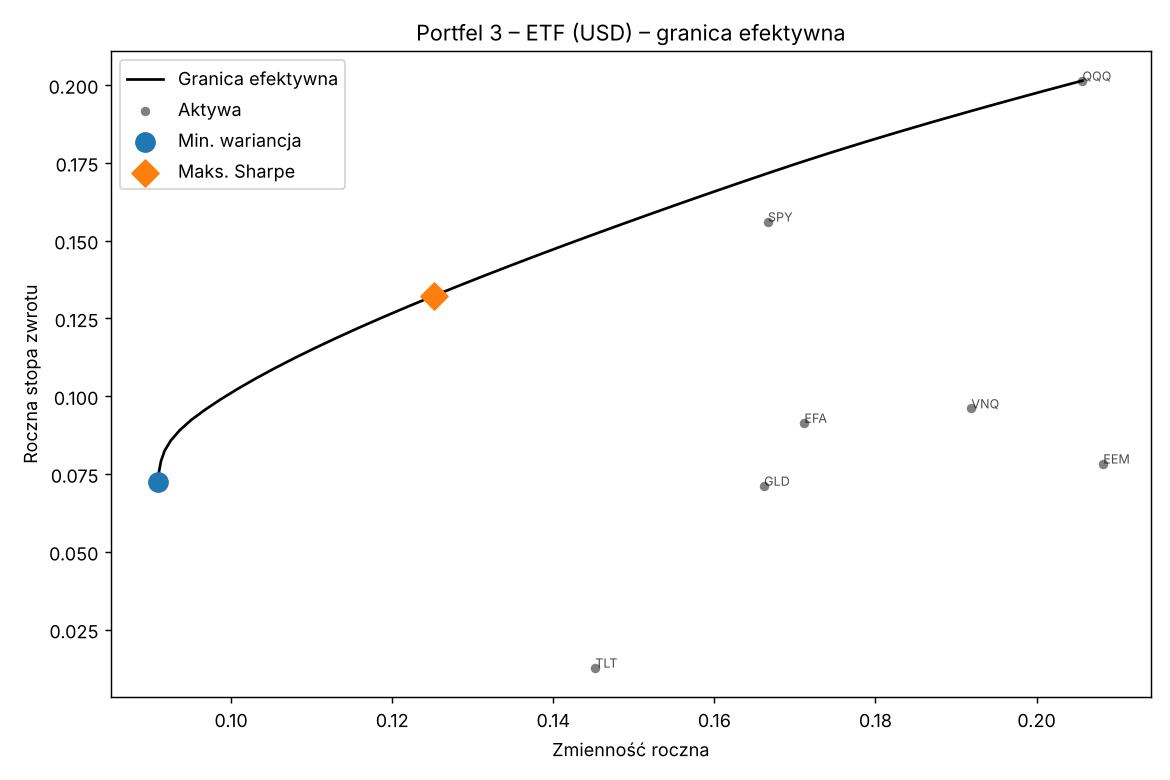 Portfel 3 – ETF (USD) – granica efektywna
Granica efektywna
Aktywa
Min. wariancja
Maks. Sharpe
Roczna stopa zwrotu
0.200
0.175
0.150
0.125
0.100
0.075
0.050
0.025
QQQ
SPY
VNQ
EFA
EEM
GLD
TLT
0.10
0.12
0.14
0.16
0.18
0.20
Zmienność roczna